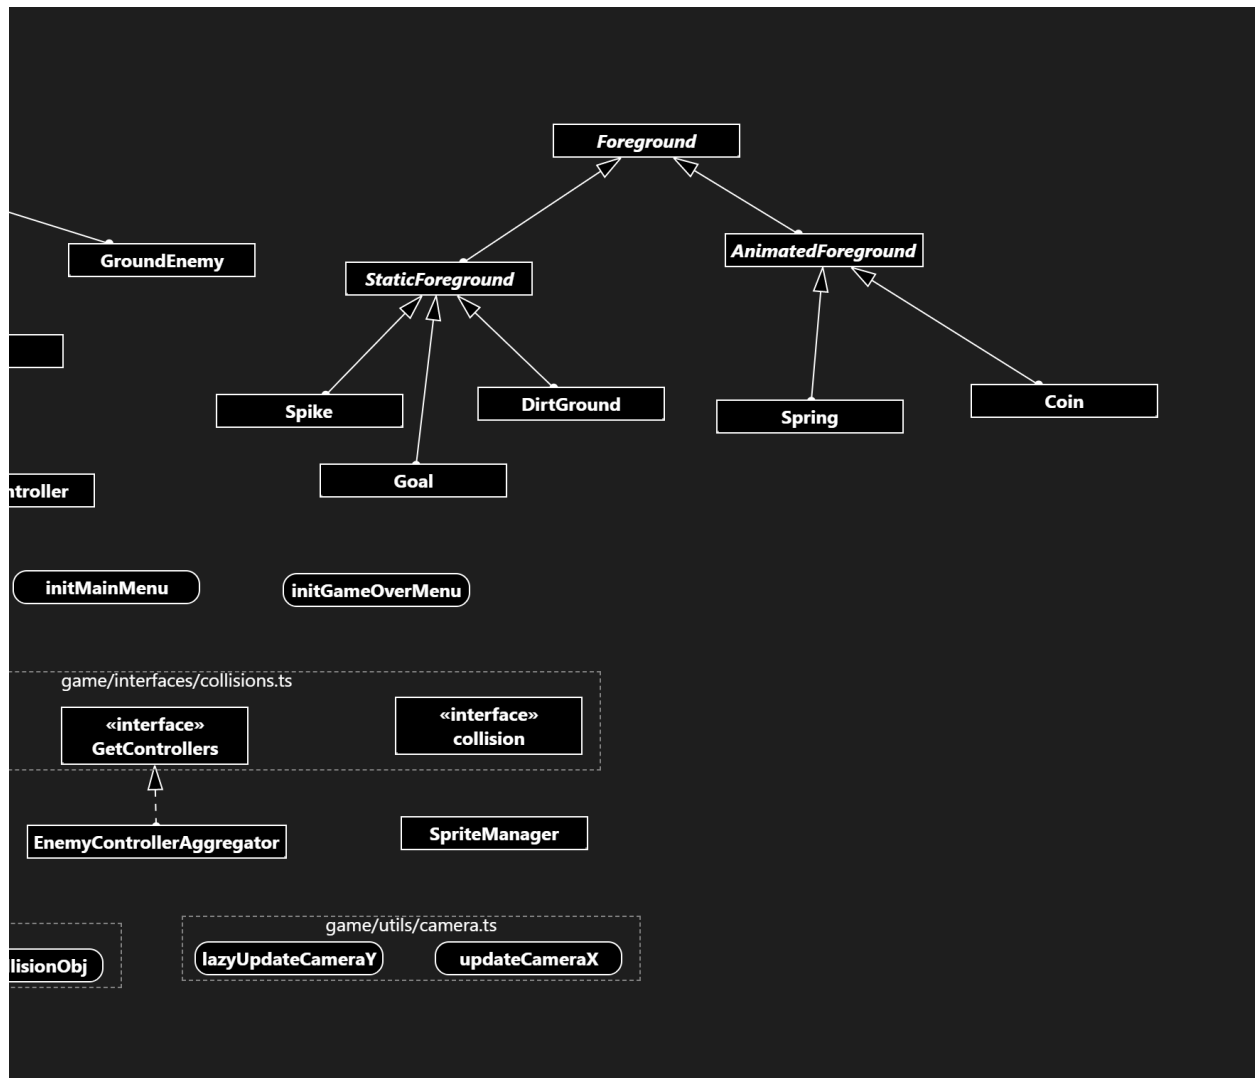 Foreground
GroundEnemy
AnimatedForeground
StaticForeground
Spike
DirtGround
Spring
Coin
Goal
ntroller
initMainMenu
initGameOverMenu
game/interfaces/collisions.ts
«interface»
GetControllers
«interface»
collision
EnemyControllerAggregator
SpriteManager
game/utils/camera.ts
llisionObj
lazyUpdateCameraY
updateCameraX